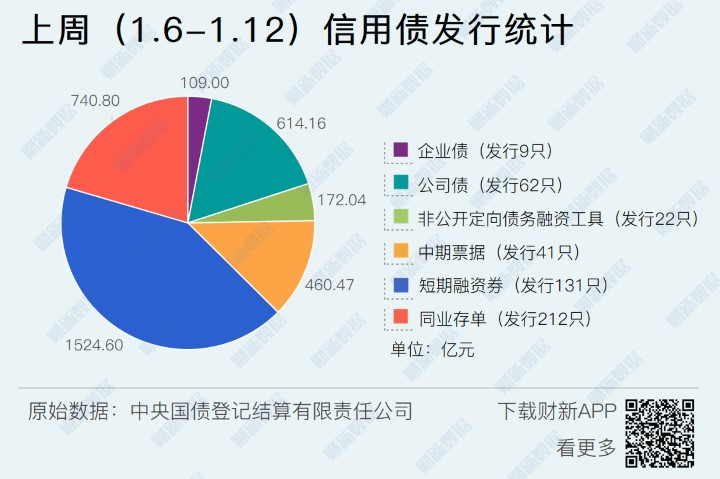 上周（1.6–1.12）信用债发行统计
109.00
740.80
614.16
172.04
460.47
1524.60
企业债（发行9只）
公司债（发行62只）
非公开定向债务融资工具（发行22只）
中期票据（发行41只）
短期融资券（发行131只）
同业存单（发行212只）
单位：亿元
原始数据：中央国债登记结算有限责任公司
下载财新APP
看更多